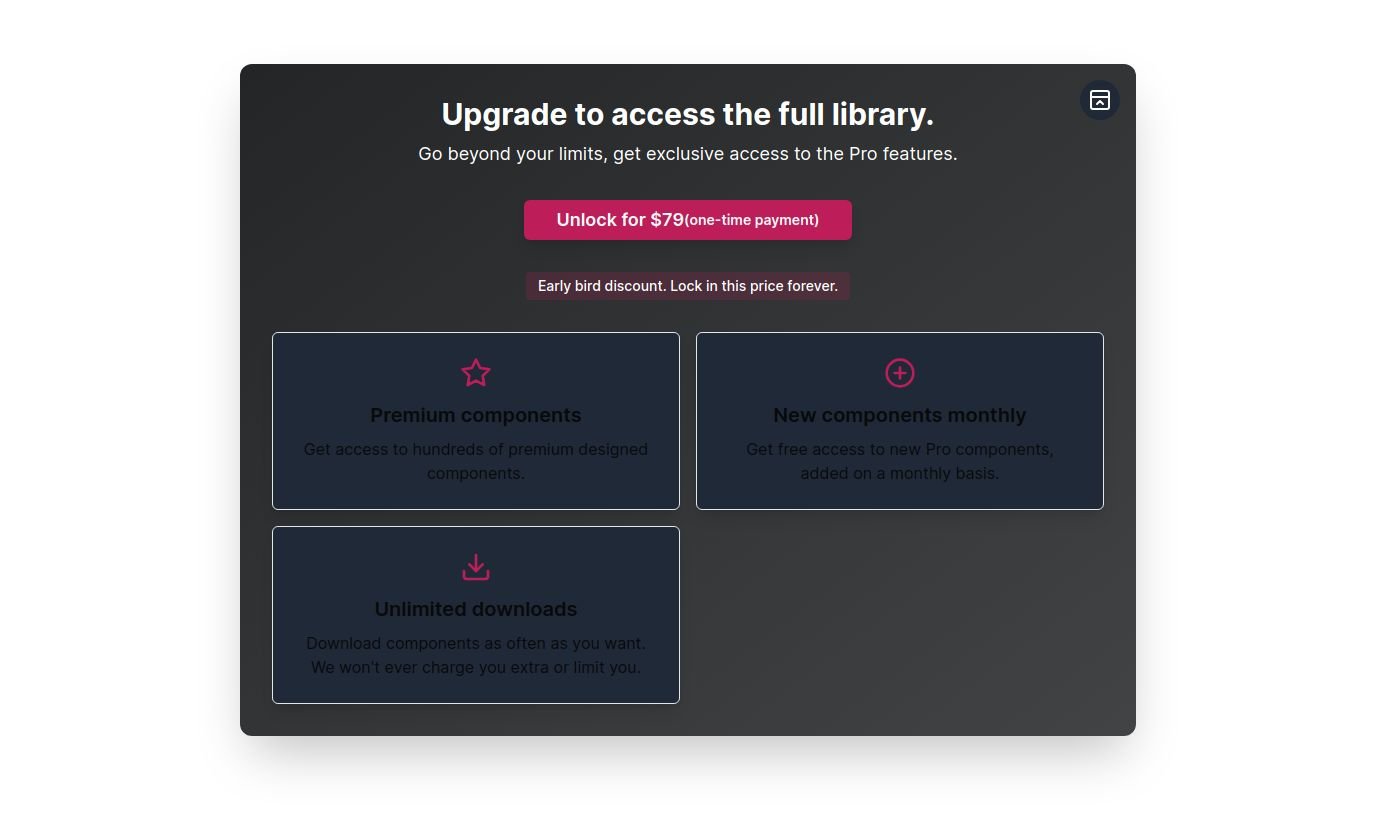 Upgrade to access the full library.
Go beyond your limits, get exclusive access to the Pro features.
Unlock for $79(one-time payment)
Early bird discount. Lock in this price forever.
Premium components
Get access to hundreds of premium designed
components.
New components monthly
Get free access to new Pro components,
added on a monthly basis.
Unlimited downloads
Download components as often as you want.
We won't ever charge you extra or limit you.